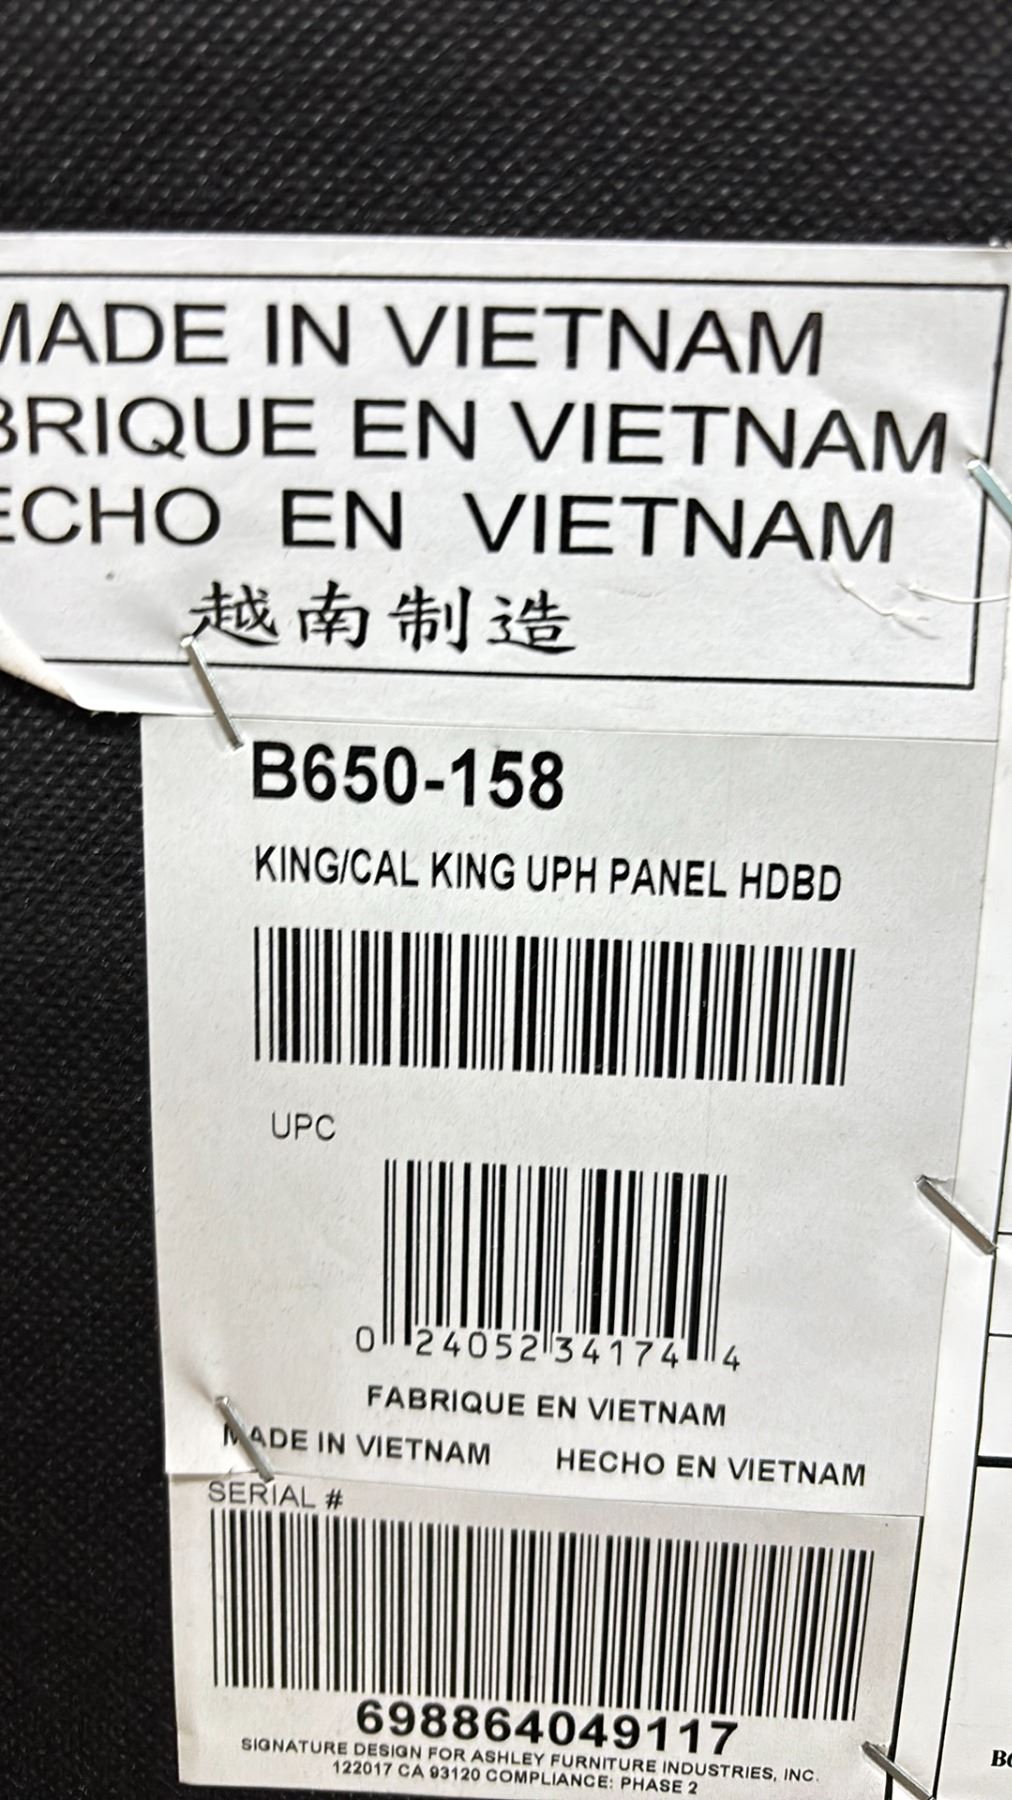 MADE IN VIETNAM
BRIQUE EN VIETNAM
ECHO EN VIETNAM
越南制造
B650-158
KING/CAL KING UPH PANEL HDBD
UPC
0 24052 34174 4
FABRIQUE EN VIETNAM
MADE IN VIETNAM HECHO EN VIETNAM
SERIAL #
698864049117
SIGNATURE DESIGN FOR ASHLEY FURNITURE INDUSTRIES, INC.
122017 CA 93120 COMPLIANCE: PHASE 2